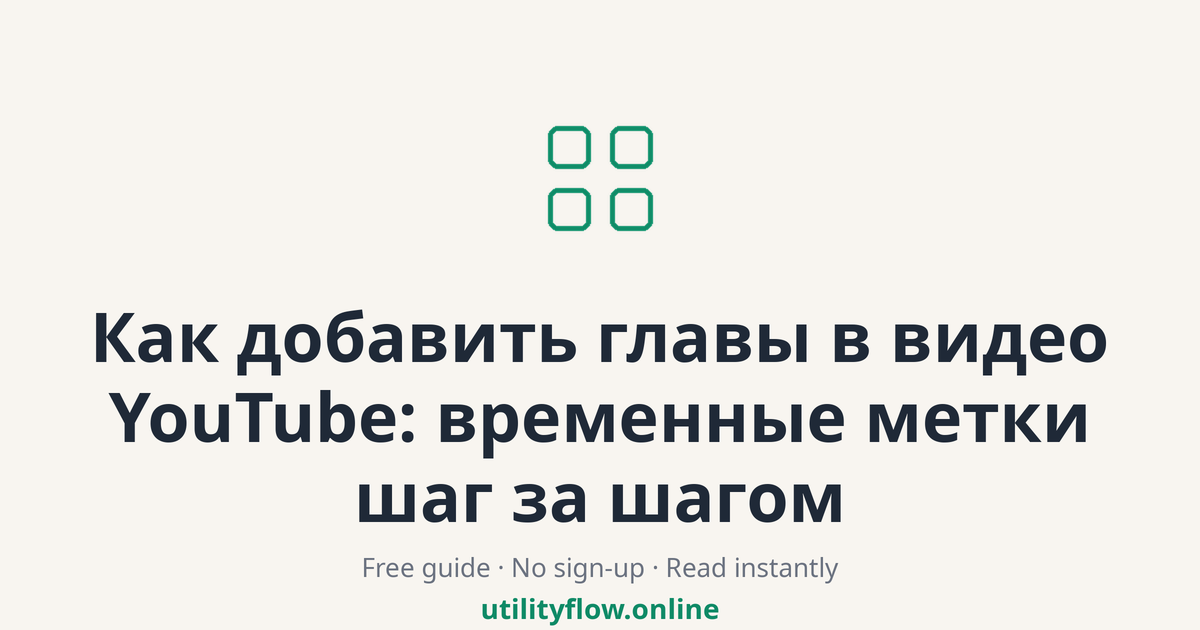 Как добавить главы в видео
YouTube: временные метки
шаг за шагом
Free guide · No sign-up · Read instantly
utilityflow.online